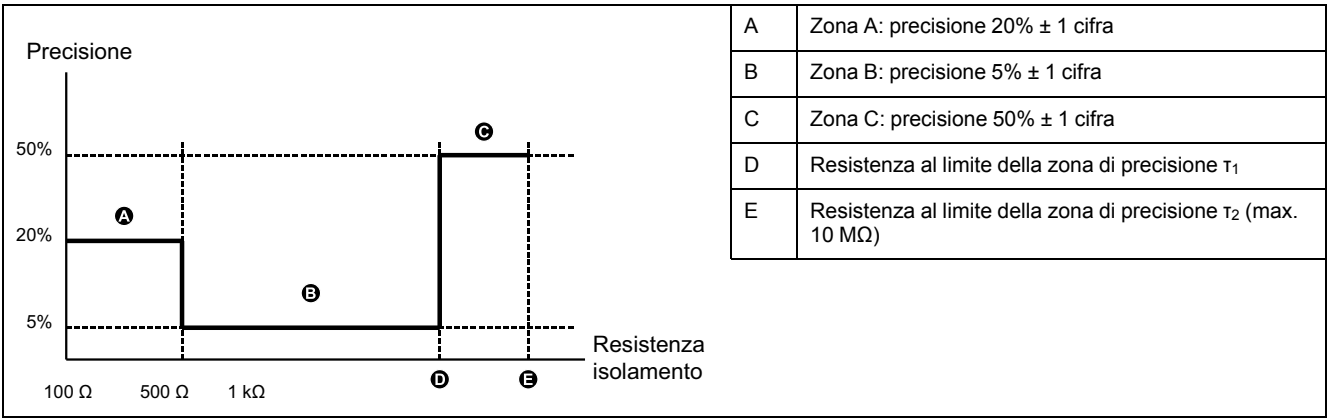 Precisione
50%
20%
5%
A
B
C
D
E
100 Ω
500 Ω
1 kΩ
Resistenza
isolamento
A Zona A: precisione 20% ± 1 cifra
B Zona B: precisione 5% ± 1 cifra
C Zona C: precisione 50% ± 1 cifra
D Resistenza al limite della zona di precisione τ₁
E Resistenza al limite della zona di precisione τ₂ (max.
10 MΩ)